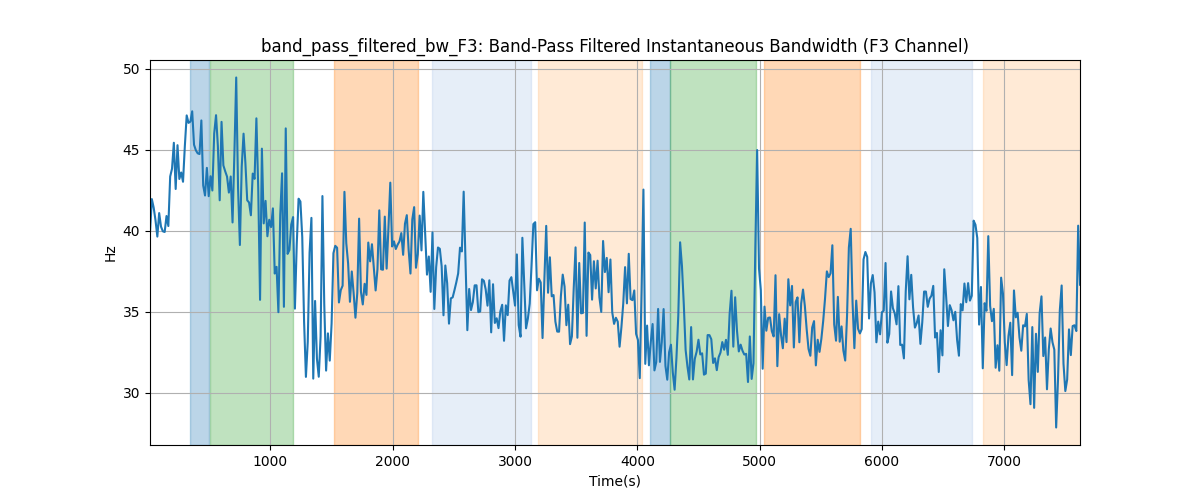 band_pass_filtered_bw_F3: Band-Pass Filtered Instantaneous Bandwidth (F3 Channel)
50
45
40
35
30
Hz
1000 2000 3000 4000 5000 6000 7000
Time(s)